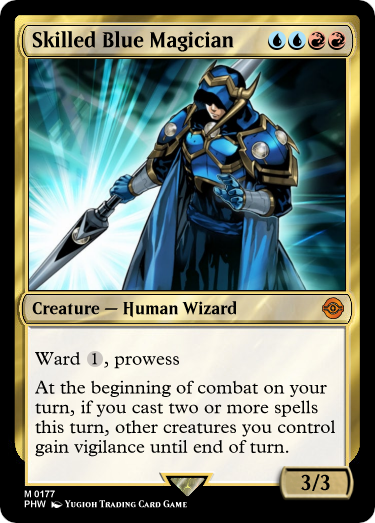 Skilled Blue Magician
Creature — Human Wizard
Ward 1, prowess
At the beginning of combat on your
turn, if you cast two or more spells
this turn, other creatures you control
gain vigilance until end of turn.
3/3
M 0177
PHW Yugioh Trading Card Game